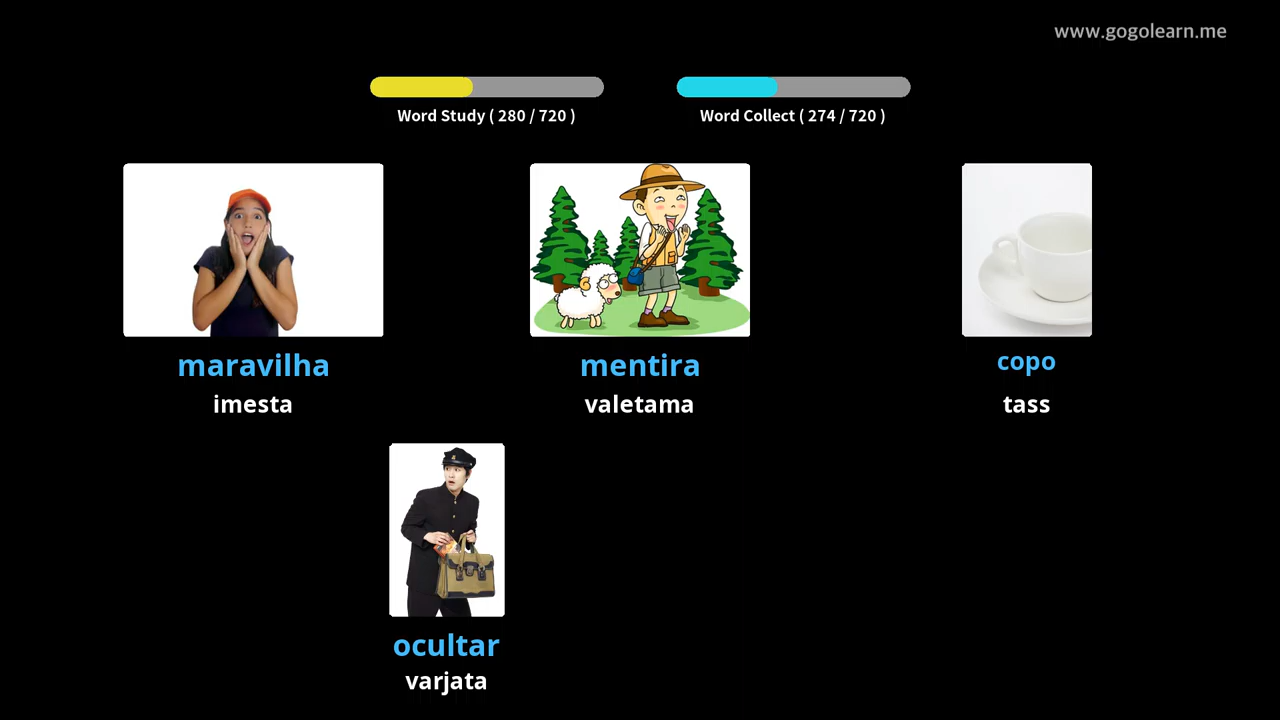 www.gogolearn.me
Word Study ( 280 / 720 )
Word Collect ( 274 / 720 )
maravilha
imesta
mentira
valetama
copo
tass
ocultar
varjata